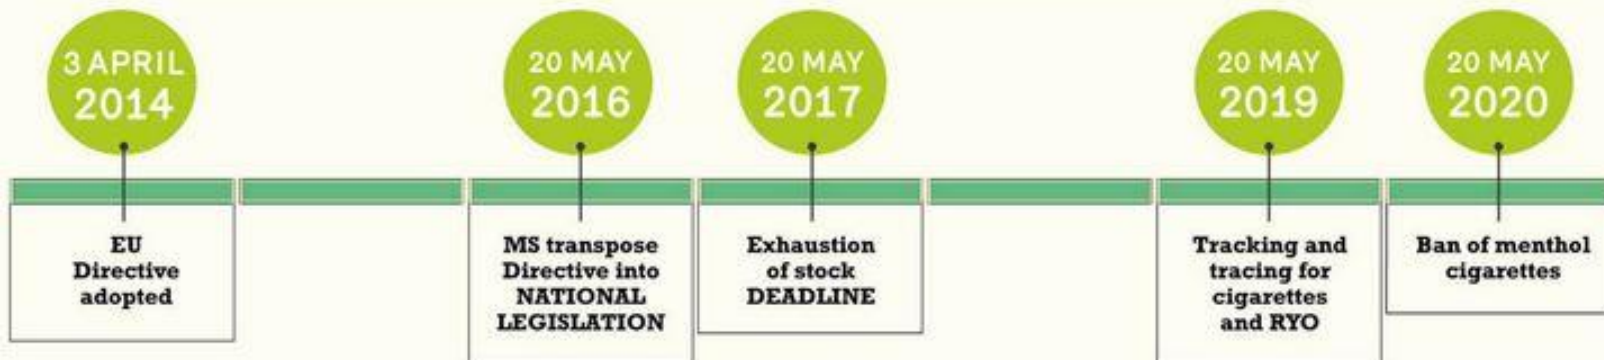 3 APRIL
2014
20 MAY
2016
20 MAY
2017
20 MAY
2019
20 MAY
2020
EU
Directive
adopted
MS transpose
Directive into
NATIONAL
LEGISLATION
Exhaustion
of stock
DEADLINE
Tracking and
tracing for
cigarettes
and RYO
Ban of menthol
cigarettes